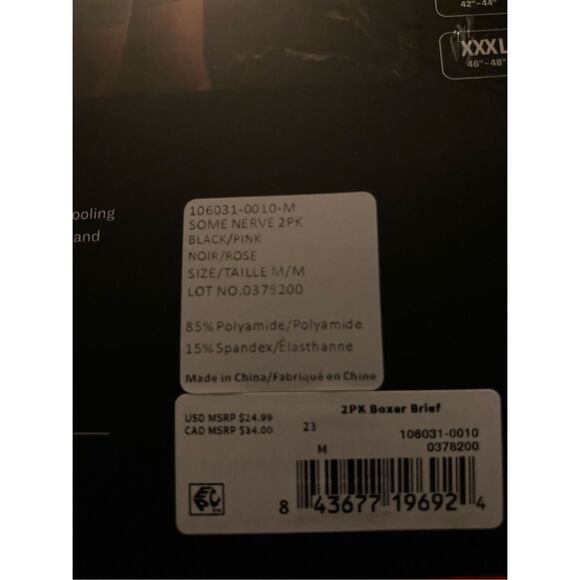 42"-44"
XXXL
46"-48"
ooling
and
106031-0010-M
SOME NERVE 2PK
BLACK/PINK
NOIR/ROSE
SIZE/TAILLE M/M
LOT NO.0378200
85% Polyamide/Polyamide
15% Spandex/Élasthanne
Made in China/Fabriqué en Chine
2PK Boxer Brief
USD MSRP $24.99
CAD MSRP $34.00
23
106031-0010
M
0378200
8 43677 19692 4